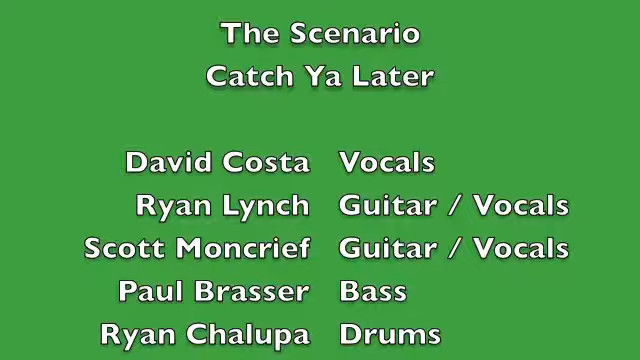 The Scenario
Catch Ya Later
David Costa Vocals
Ryan Lynch Guitar / Vocals
Scott Moncrief Guitar / Vocals
Paul Brasser Bass
Ryan Chalupa Drums